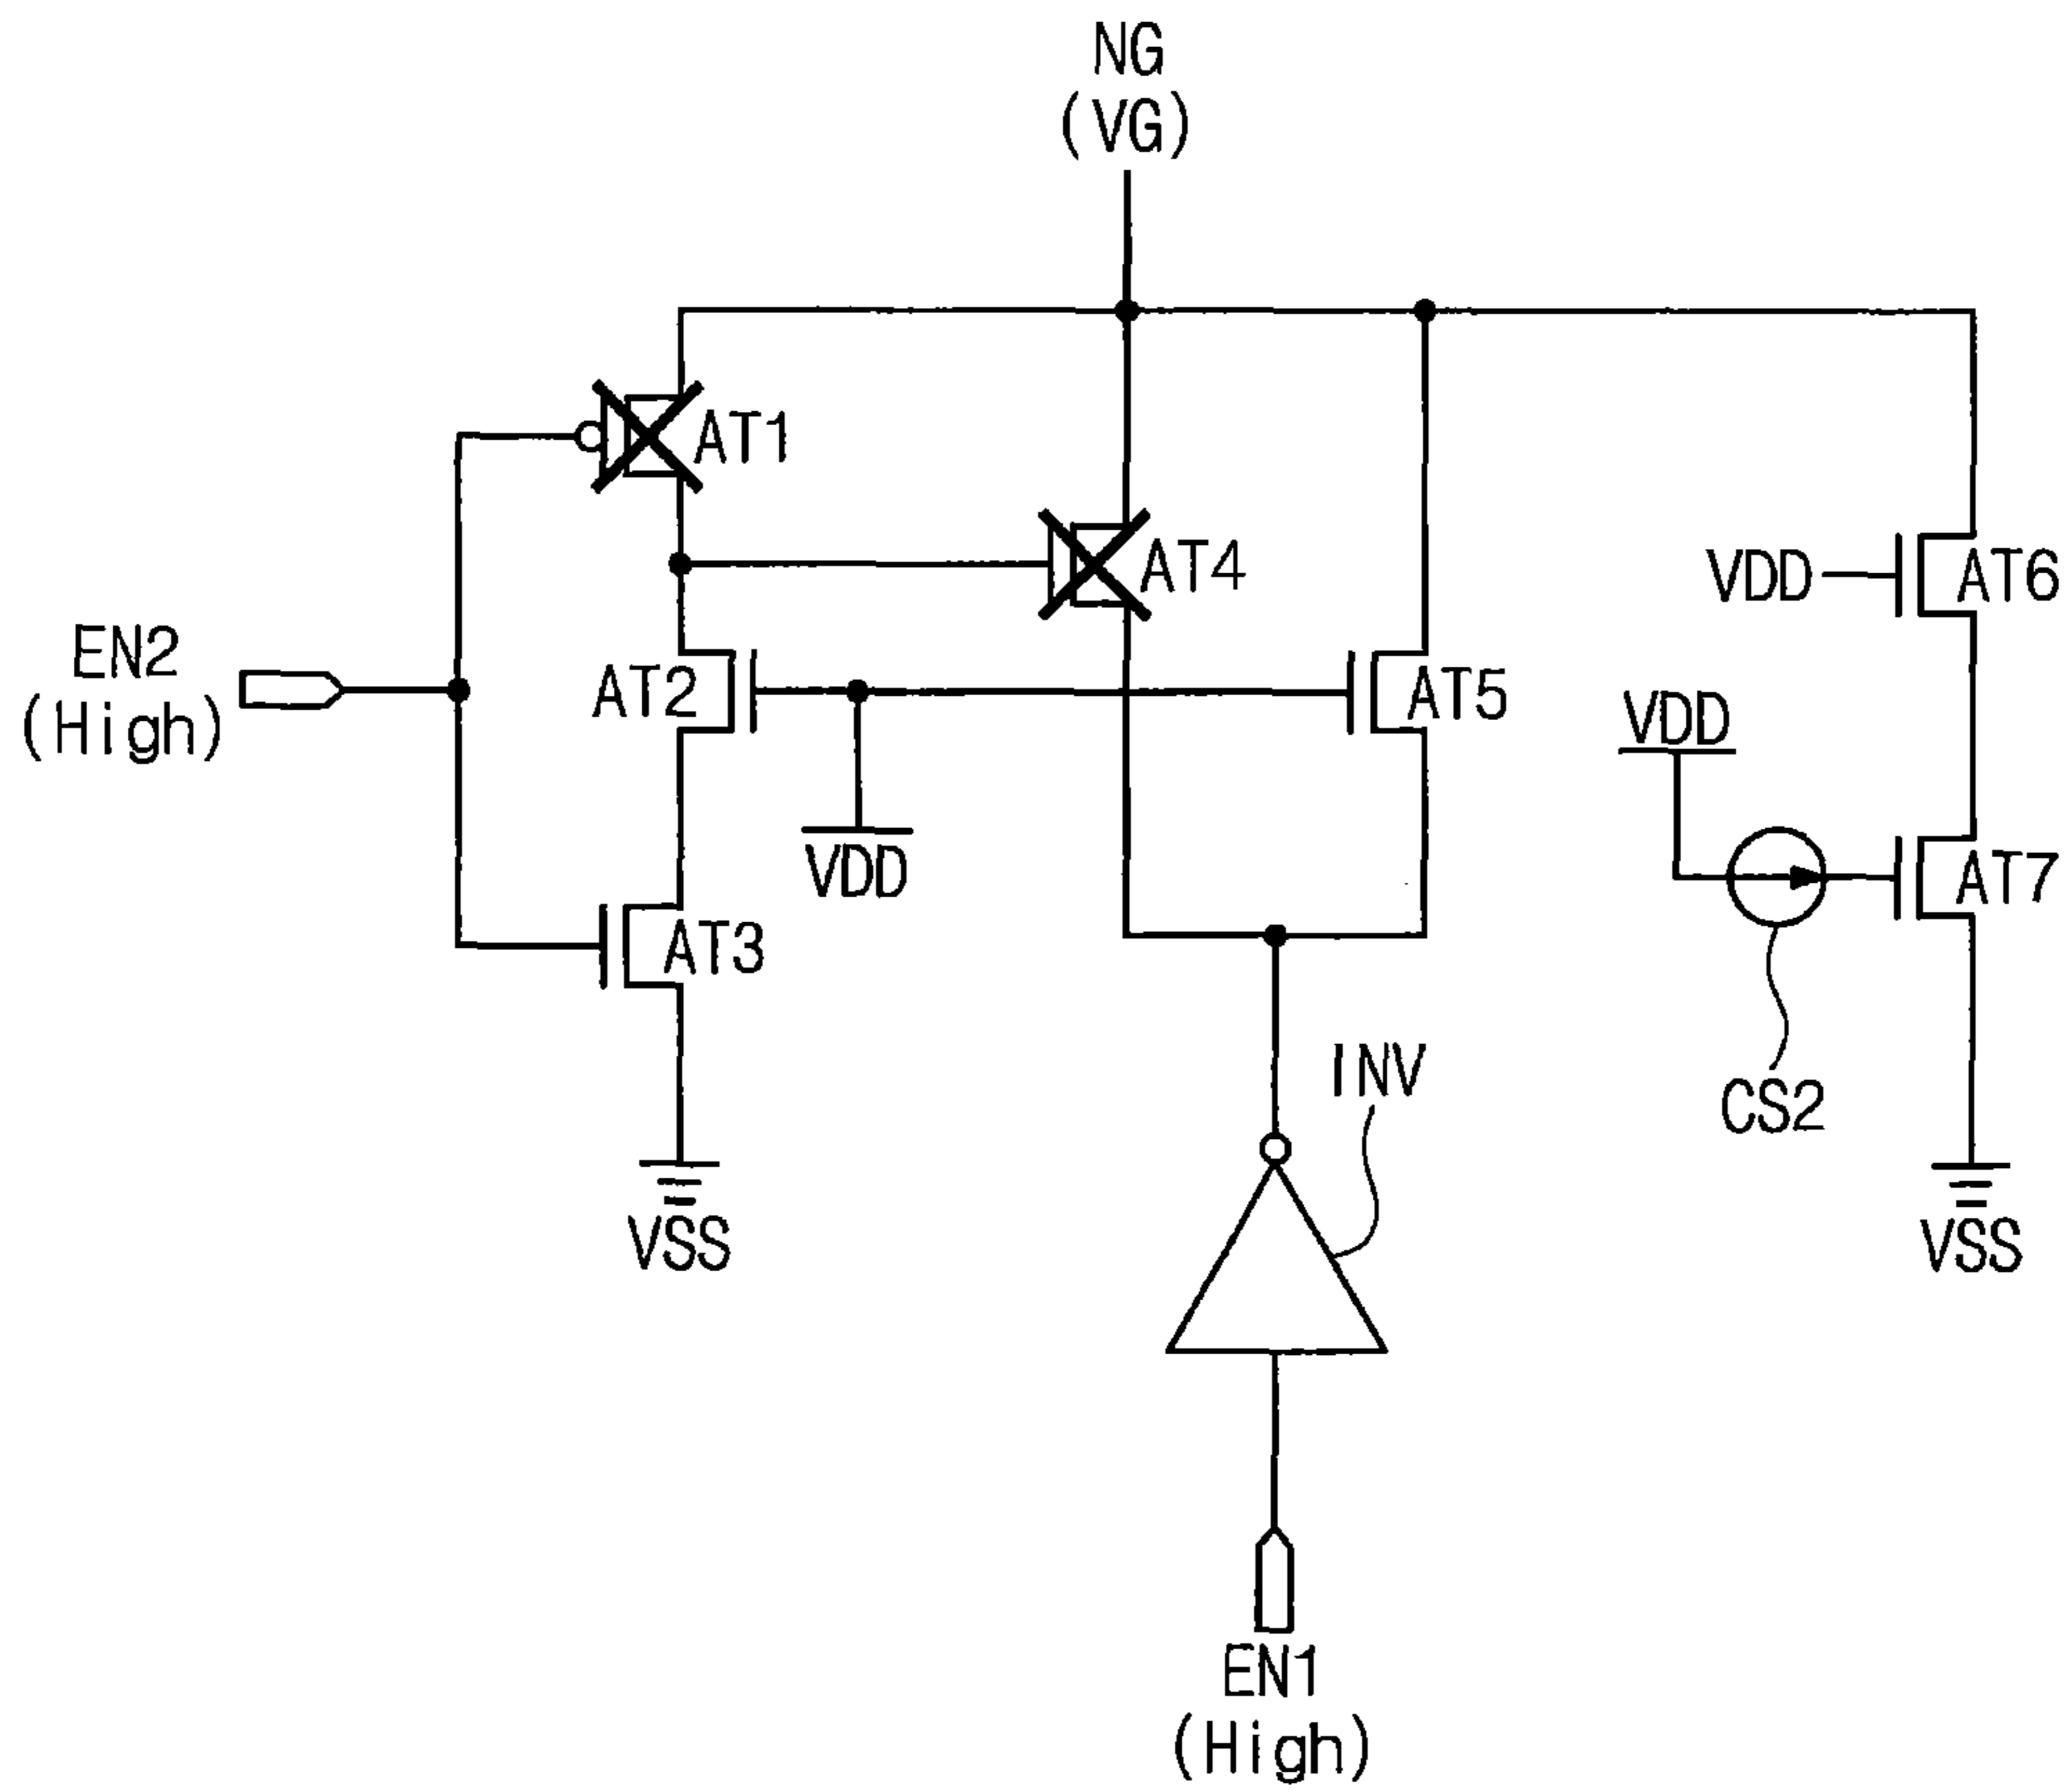 NG
(VG)
AT1
AT4
VDD
AT6
EN2
(High)
AT2
AT5
VDD
VDD
AT7
AT3
INV
CS2
VSS
VSS
EN1
(High)